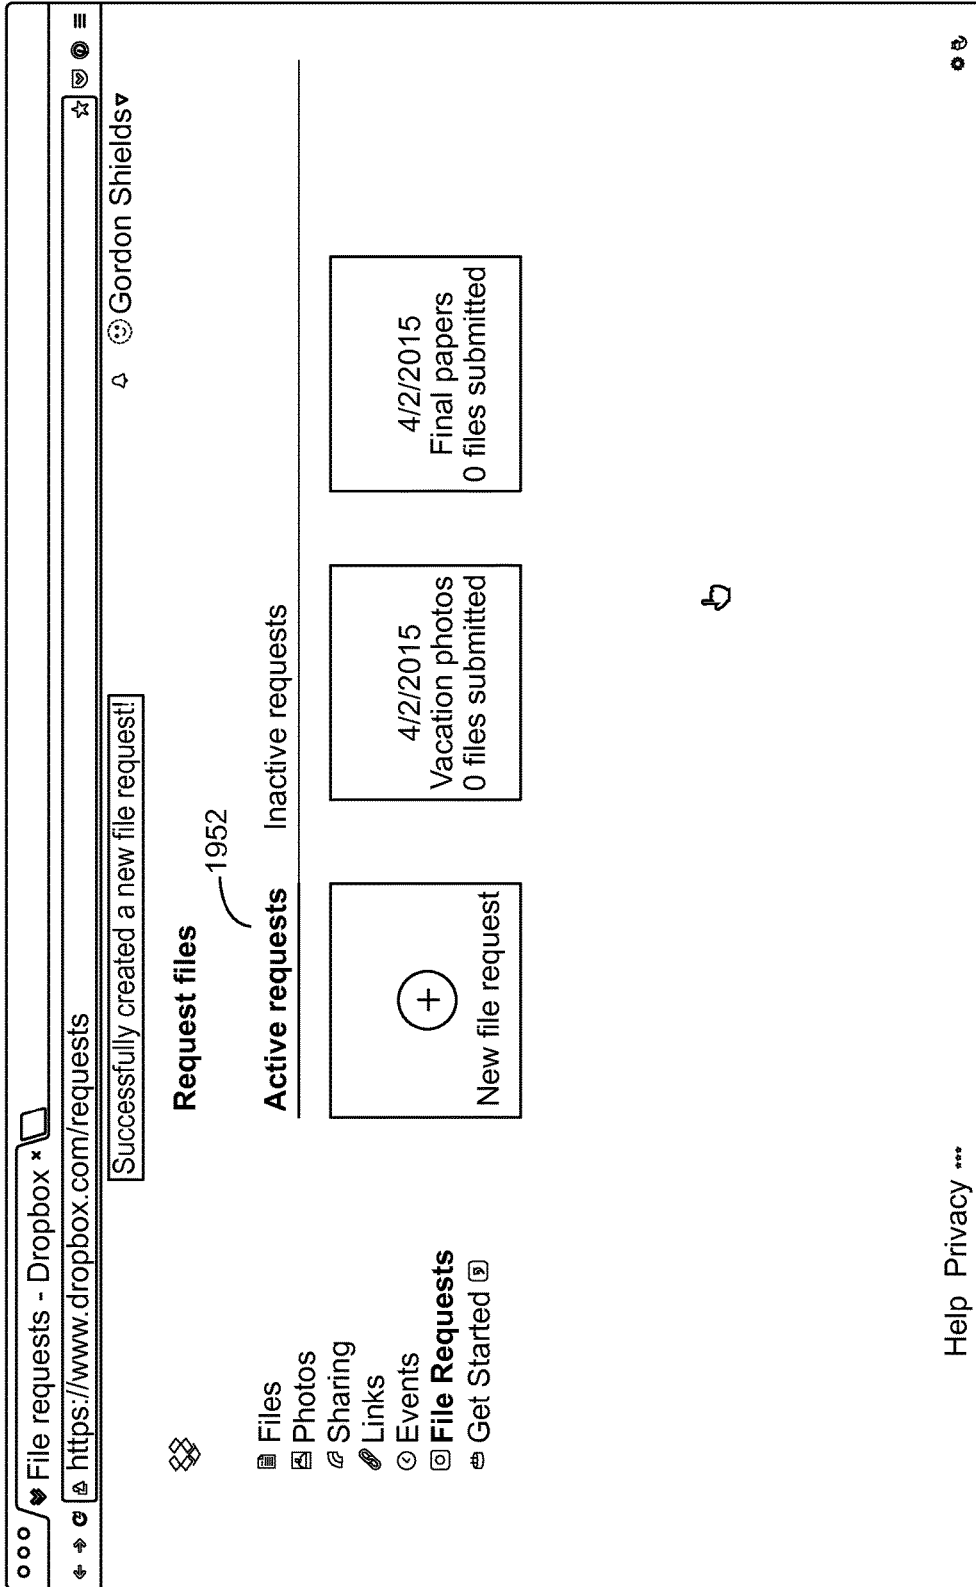 File requests - Dropbox
https://www.dropbox.com/requests
Successfully created a new file request!
Gordon Shields
Request files
1952
Active requests
Inactive requests
Files
Photos
Sharing
Links
Events
File Requests
Get Started
New file request
4/2/2015
Vacation photos
0 files submitted
4/2/2015
Final papers
0 files submitted
Help Privacy